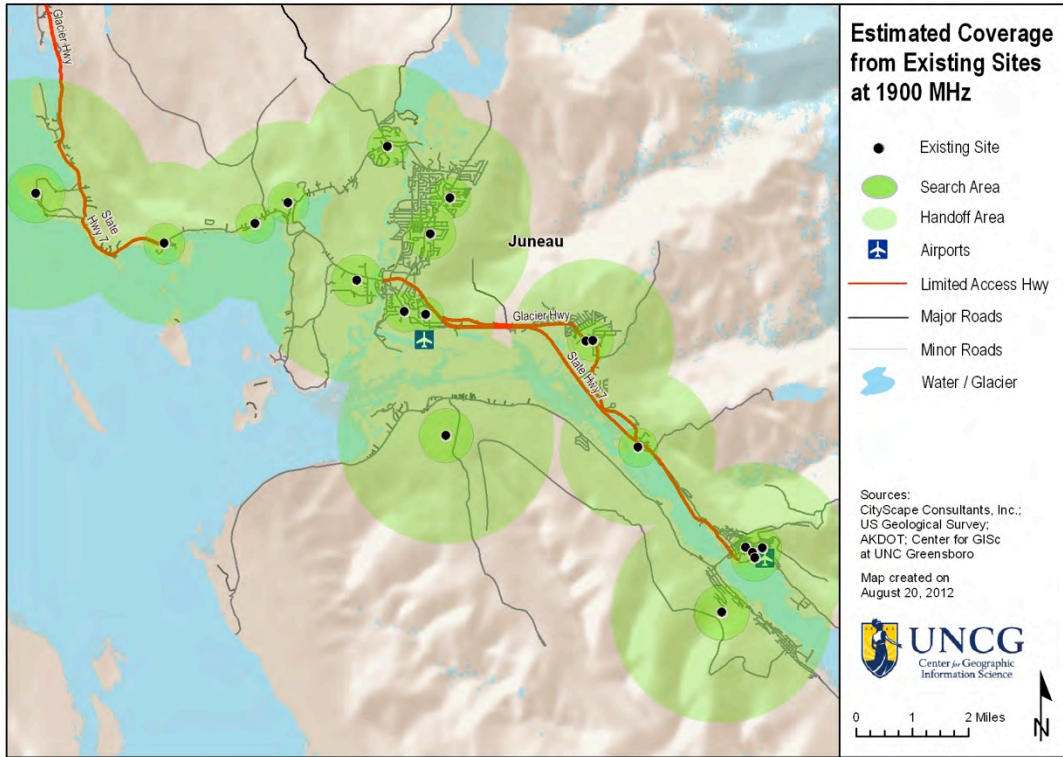 Glacier Hwy
State
Hwy 7
Juneau
Glacier Hwy
State Hwy 7
Estimated Coverage
from Existing Sites
at 1900 MHz
Existing Site
Search Area
Handoff Area
Airports
Limited Access Hwy
Major Roads
Minor Roads
Water / Glacier
Sources:
CityScape Consultants, Inc.;
US Geological Survey;
AKDOT; Center for GISc
at UNC Greensboro
Map created on
August 20, 2012
UNCG
Center for Geographic
Information Science
0 1 2 Miles
N